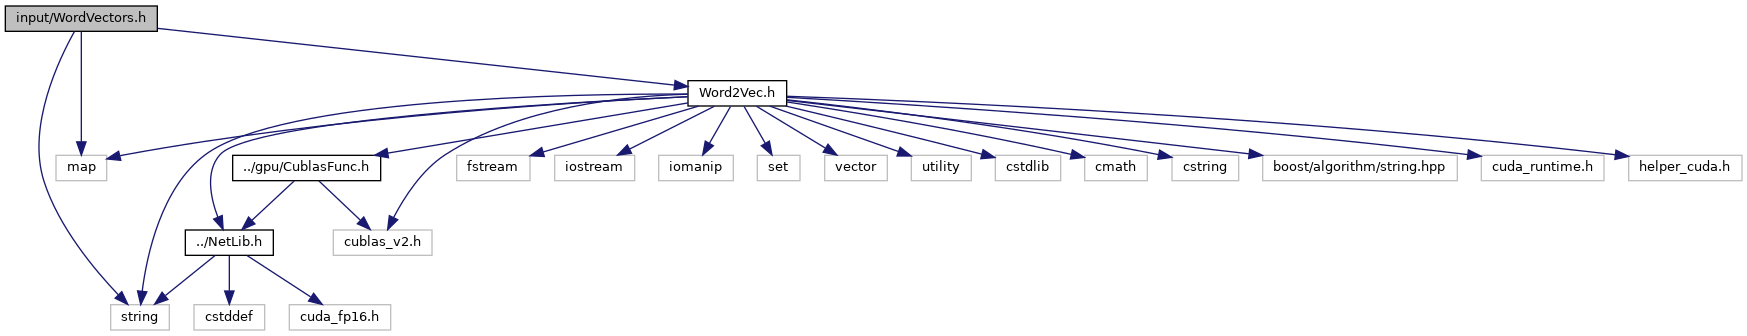 input/WordVectors.h
Word2Vec.h
map
../gpu/CublasFunc.h
fstream
iostream
iomanip
set
vector
utility
cstdlib
cmath
cstring
boost/algorithm/string.hpp
cuda_runtime.h
helper_cuda.h
../NetLib.h
cublas_v2.h
string
cstddef
cuda_fp16.h